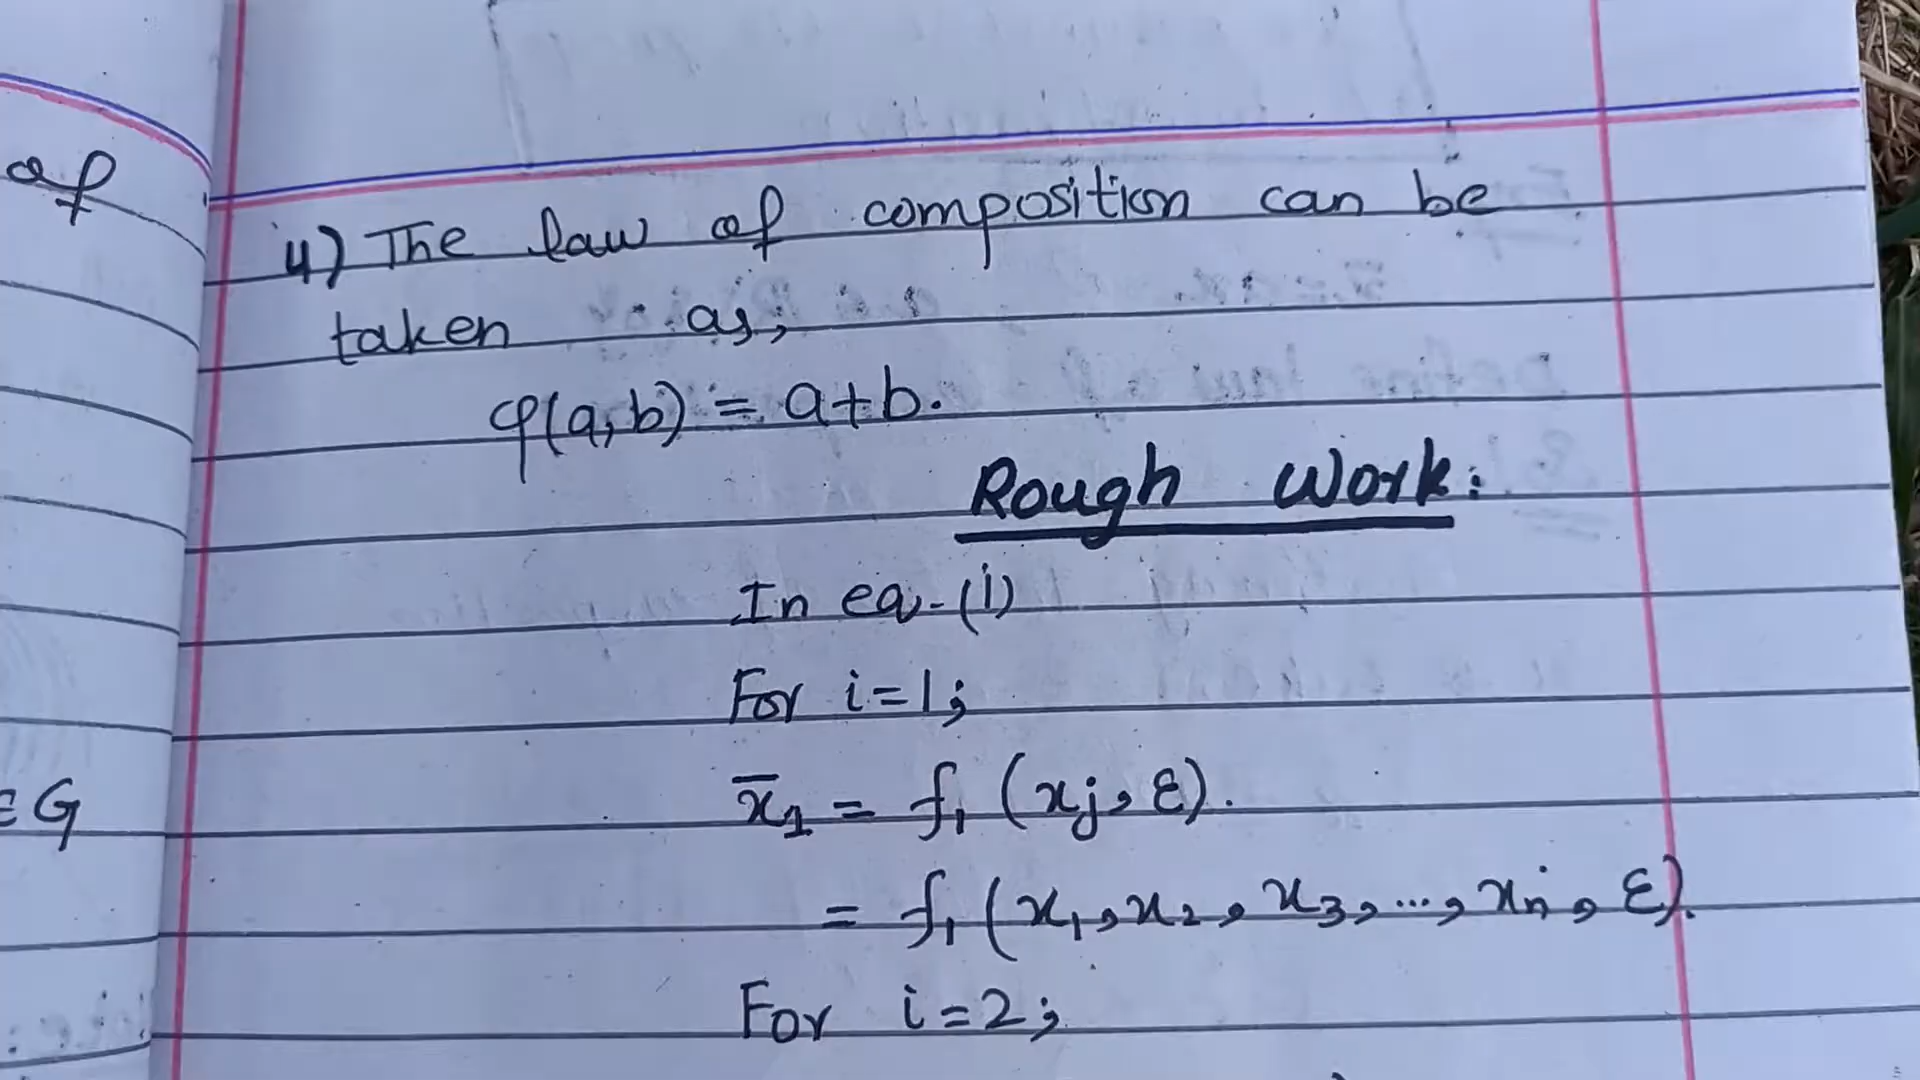 of
∈ G
4) The law of composition can be
taken as,
φ(a,b) = a+b.
Rough Work:
In eq-(i)
For i=1;
x̄₁ = f₁ (xj, ε).
= f₁ (x₁, x₂, x₃, ..., xn, ε).
For i=2;